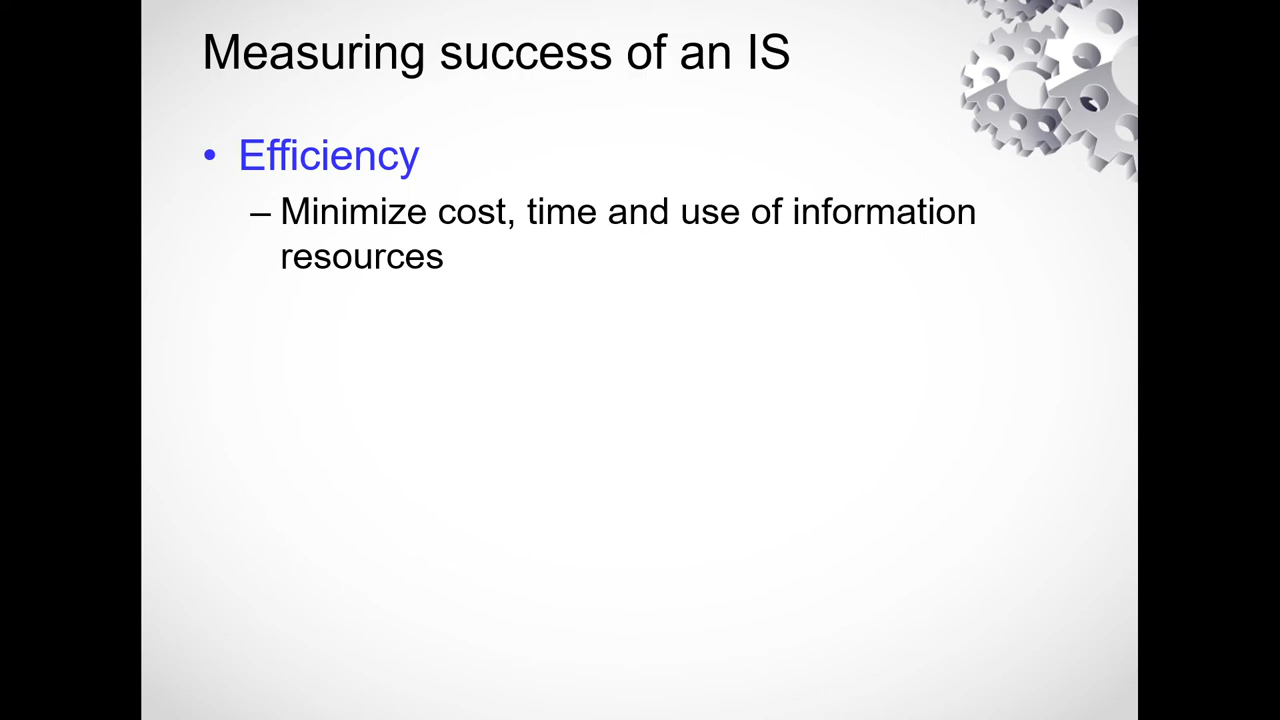 Measuring success of an IS
• Efficiency
– Minimize cost, time and use of information
resources